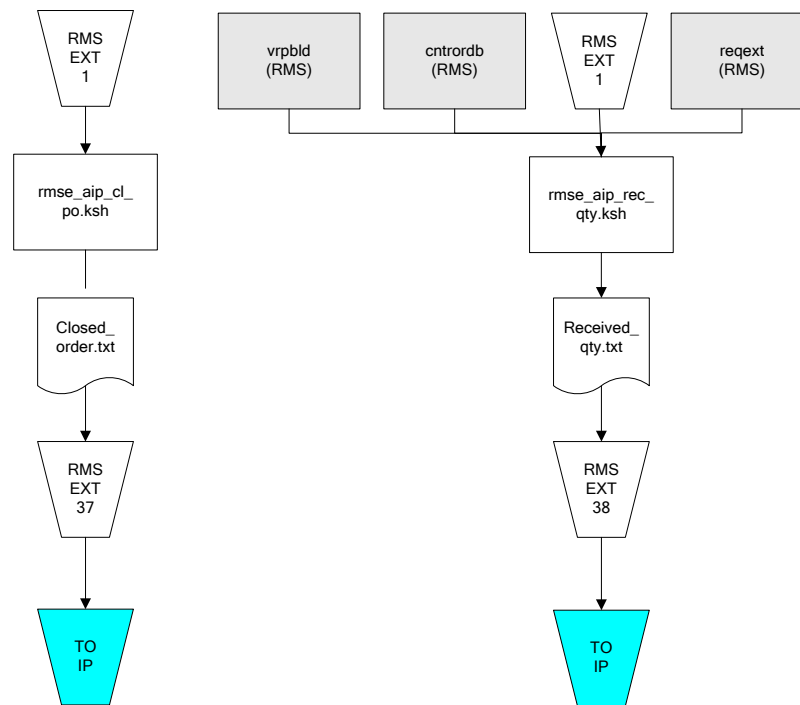 RMS
EXT
1
rmse_aip_cl_
po.ksh
Closed_
order.txt
RMS
EXT
37
TO
IP
vrpbld
(RMS)
cntrordb
(RMS)
RMS
EXT
1
reqext
(RMS)
rmse_aip_rec_
qty.ksh
Received_
qty.txt
RMS
EXT
38
TO
IP